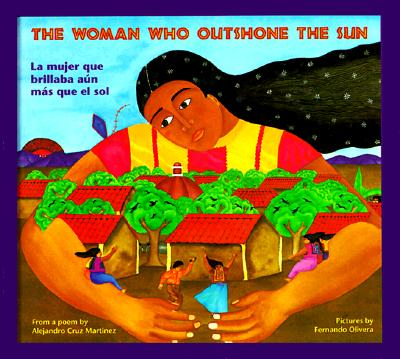 THE WOMAN WHO OUTSHONE THE SUN
La mujer que
brillaba aún
más que el sol
From a poem by
Alejandro Cruz Martinez
Pictures by
Fernando Olivera